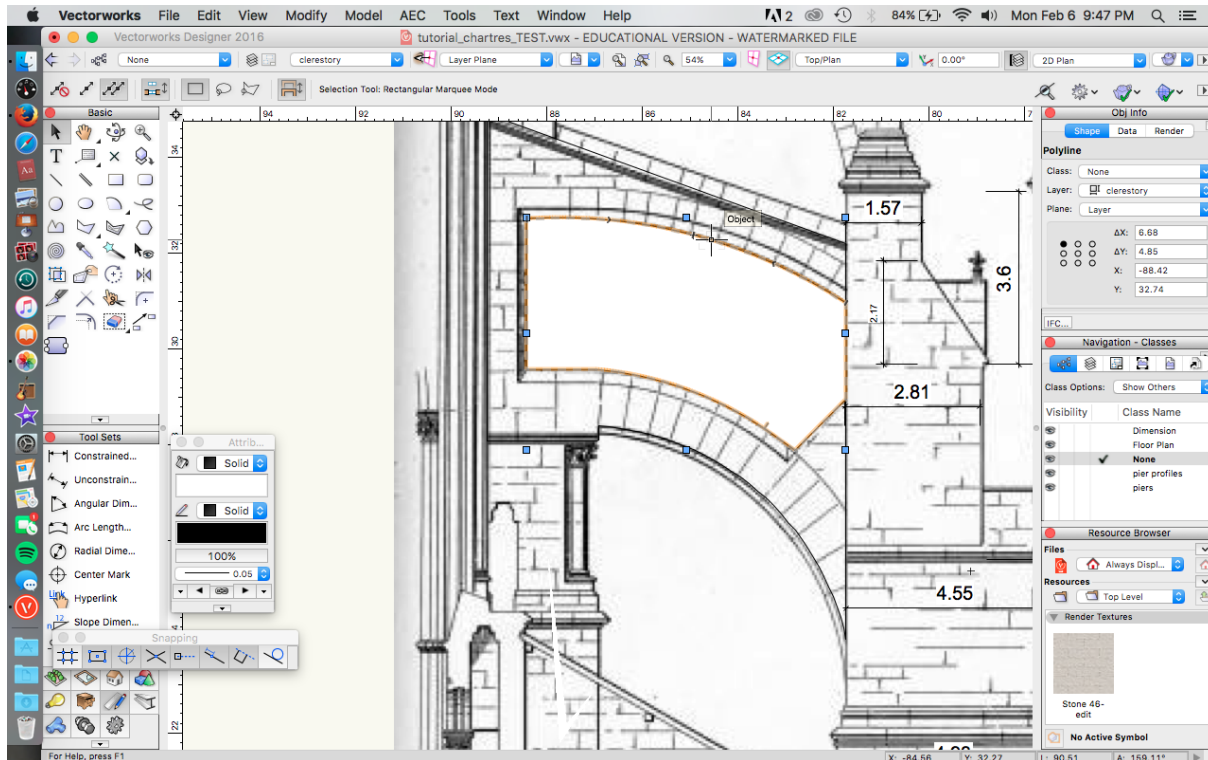 Vectorworks File Edit View Modify Model AEC Tools Text Window Help 2 84% Mon Feb 6 9:47 PM
Vectorworks Designer 2016 tutorial_chartres_TEST.vwx - EDUCATIONAL VERSION - WATERMARKED FILE
None clerestory Layer Plane 54% Top/Plan 0.00° 2D Plan
Selection Tool: Rectangular Marquee Mode
Basic
94 92 90 88 86 84 82 80
34
32
30
22
Object
1.57
3.6
2.17
2.81
4.55
Tool Sets
Constrained...
Unconstrain...
Angular Dim...
Arc Length...
Radial Dime...
Center Mark
Hyperlink
Slope Dimen...
Attrib...
Solid
Solid
100%
0.05
Snapping
Obj Info
Shape Data Render
Polyline
Class: None
Layer: clerestory
Plane: Layer
ΔX: 6.68
ΔY: 4.85
X: -88.42
Y: 32.74
IFC...
Navigation - Classes
Class Options: Show Others
Visibility Class Name
Dimension
Floor Plan
None
pier profiles
piers
Resource Browser
Files
Always Displ...
Resources
Top Level
Render Textures
Stone 46-
edit
No Active Symbol
For Help, press F1 X: -84.56 Y: 32.27 L: 90.51 A: 159.11°